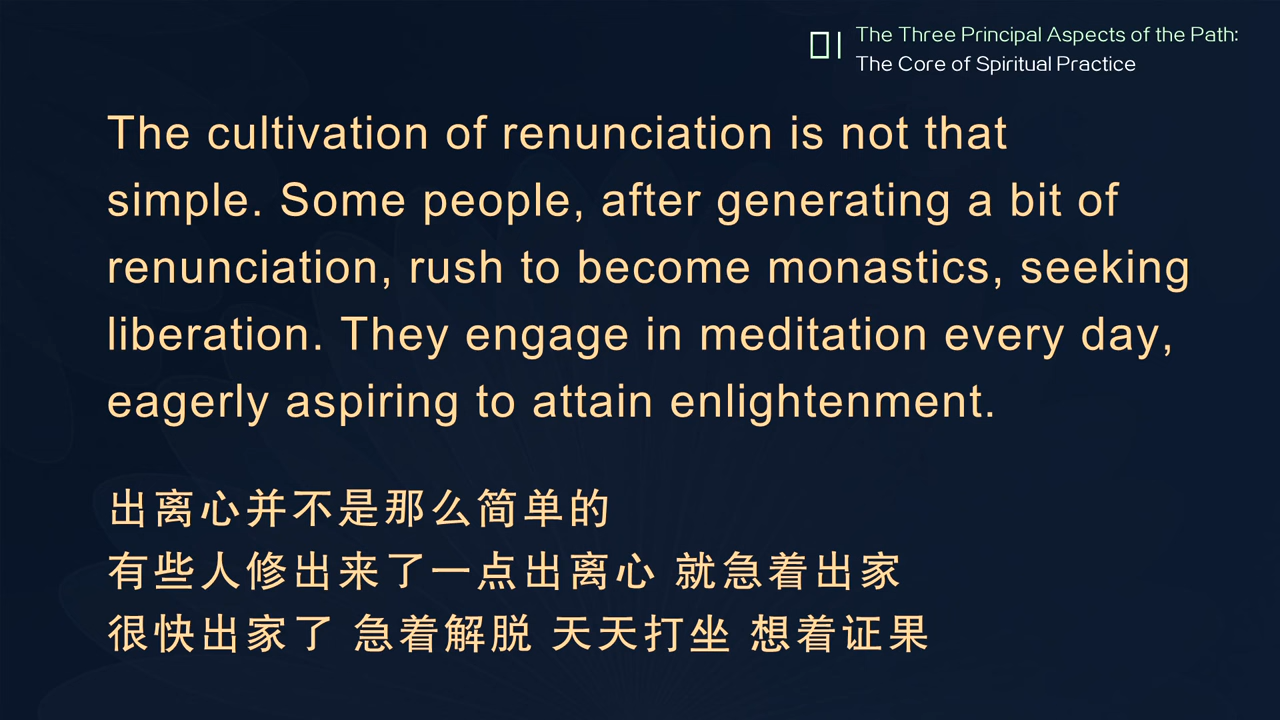 The Three Principal Aspects of the Path:
The Core of Spiritual Practice
The cultivation of renunciation is not that
simple. Some people, after generating a bit of
renunciation, rush to become monastics, seeking
liberation. They engage in meditation every day,
eagerly aspiring to attain enlightenment.
出离心并不是那么简单的
有些人修出来了一点出离心 就急着出家
很快出家了 急着解脱 天天打坐 想着证果